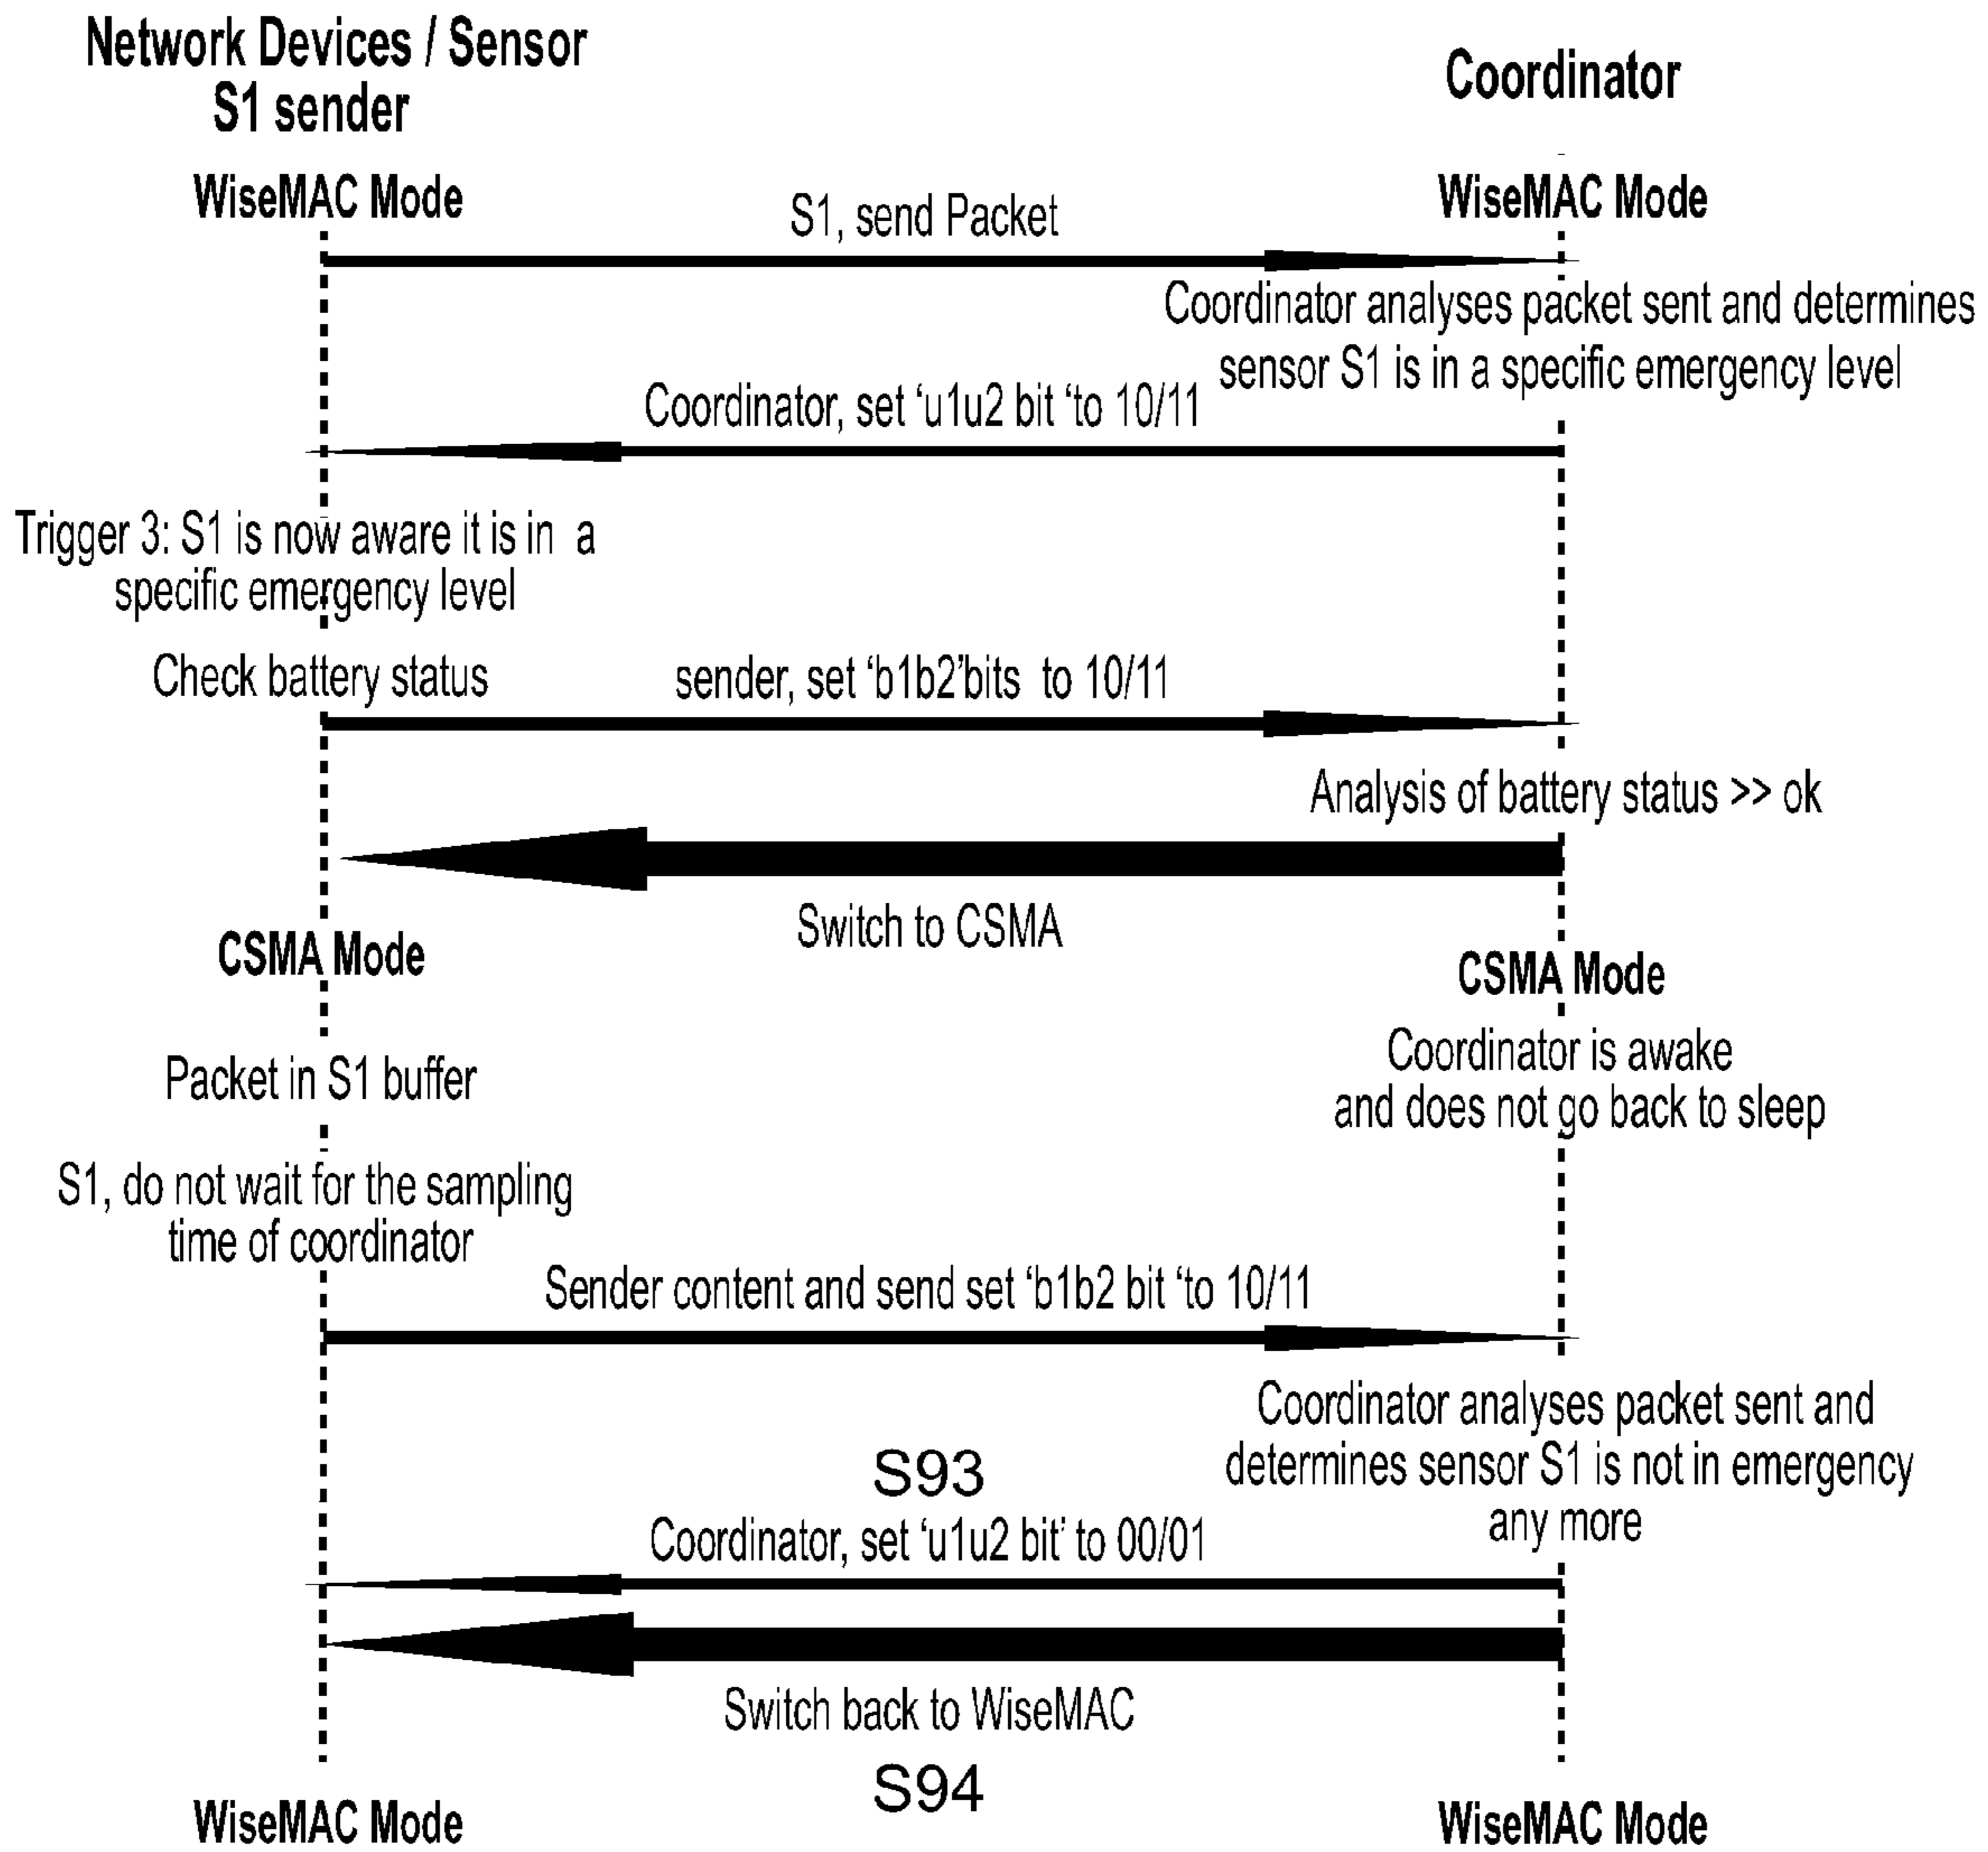 Network Devices / Sensor
S1 sender
Coordinator
WiseMAC Mode
WiseMAC Mode
S1, send Packet
Coordinator analyses packet sent and determines
sensor S1 is in a specific emergency level
Coordinator, set ‘u1u2 bit ‘to 10/11
Trigger 3: S1 is now aware it is in a
specific emergency level
Check battery status
sender, set ‘b1b2’bits to 10/11
Analysis of battery status >> ok
Switch to CSMA
CSMA Mode
CSMA Mode
Coordinator is awake
and does not go back to sleep
Packet in S1 buffer
S1, do not wait for the sampling
time of coordinator
Sender content and send set ‘b1b2 bit ‘to 10/11
Coordinator analyses packet sent and
determines sensor S1 is not in emergency
any more
S93
Coordinator, set ‘u1u2 bit’ to 00/01
Switch back to WiseMAC
S94
WiseMAC Mode
WiseMAC Mode